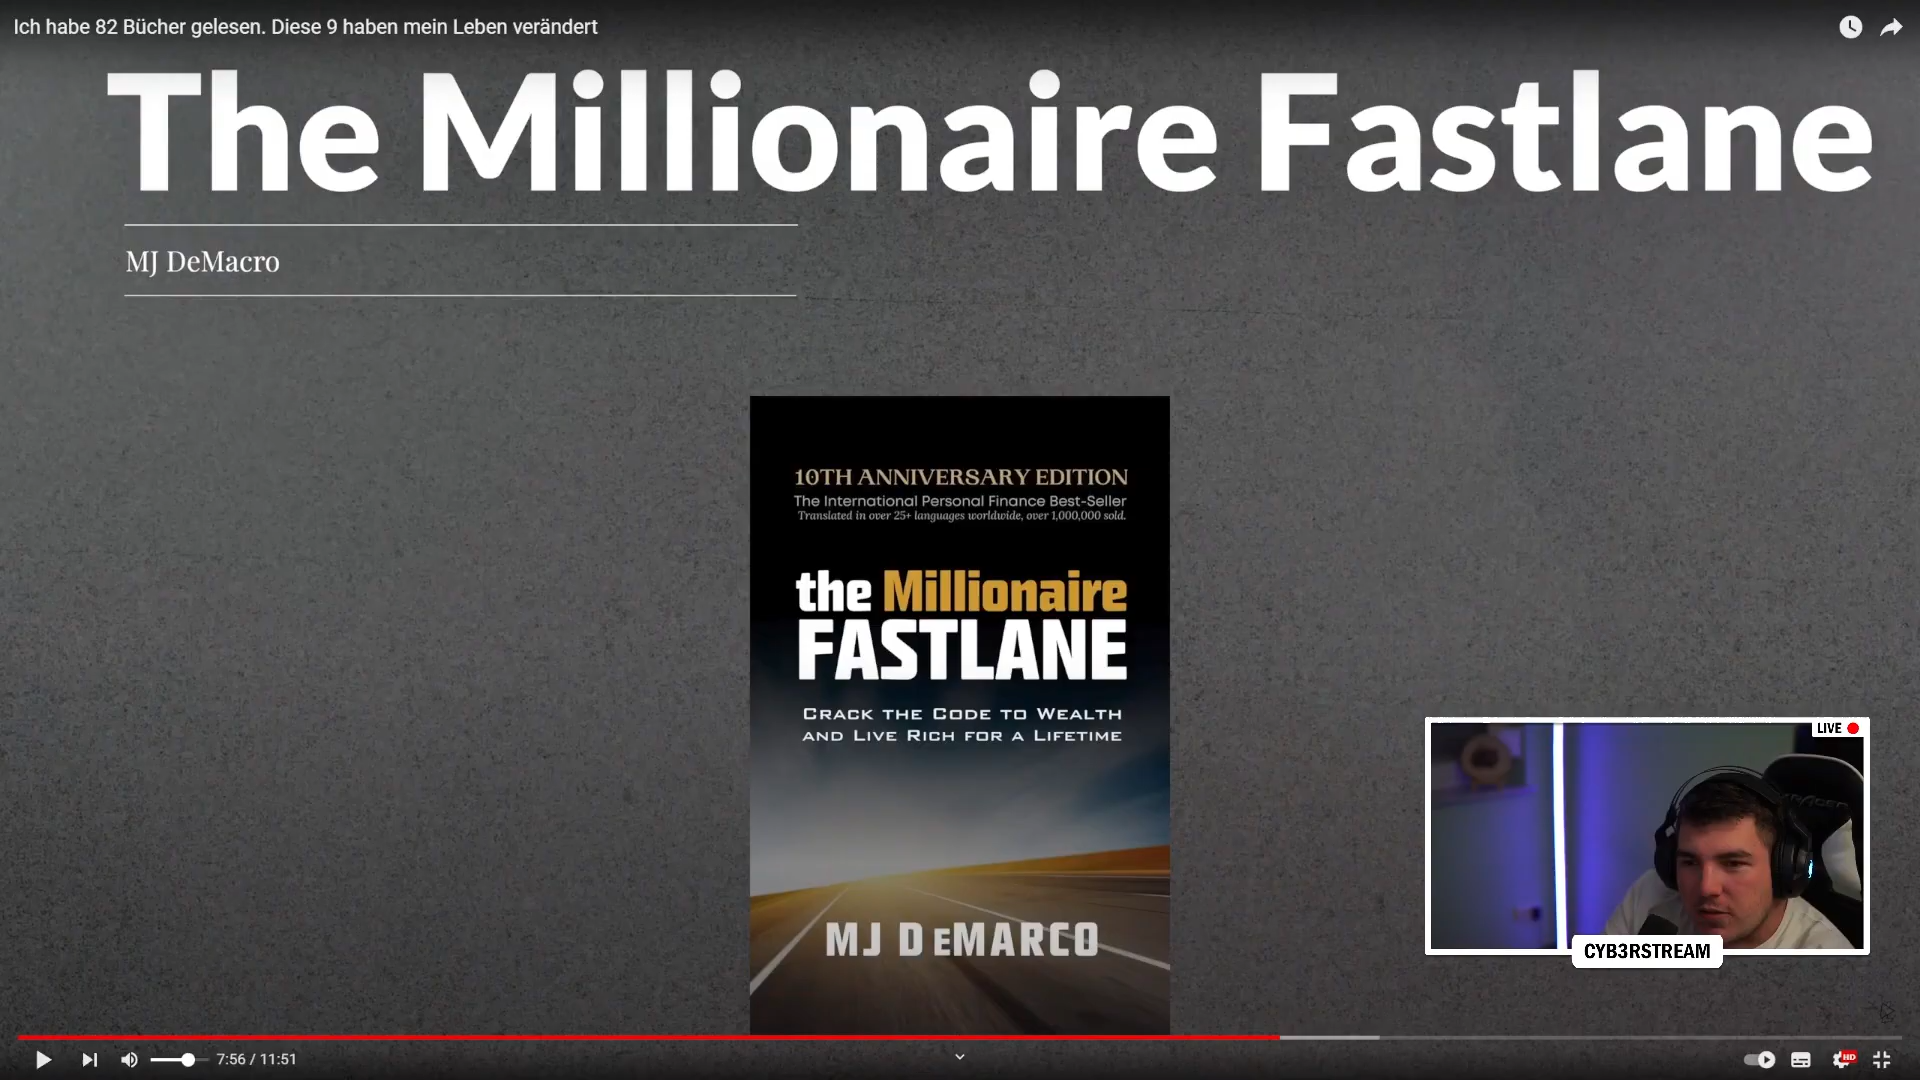 Ich habe 82 Bücher gelesen. Diese 9 haben mein Leben verändert
The Millionaire Fastlane
MJ DeMacro
10TH ANNIVERSARY EDITION
The International Personal Finance Best-Seller
Translated in over 25+ languages worldwide, over 1,000,000 sold.
the Millionaire
FASTLANE
CRACK THE CODE TO WEALTH
AND LIVE RICH FOR A LIFETIME
MJ DEMARCO
LIVE
CYB3RSTREAM
7:56 / 11:51
HD